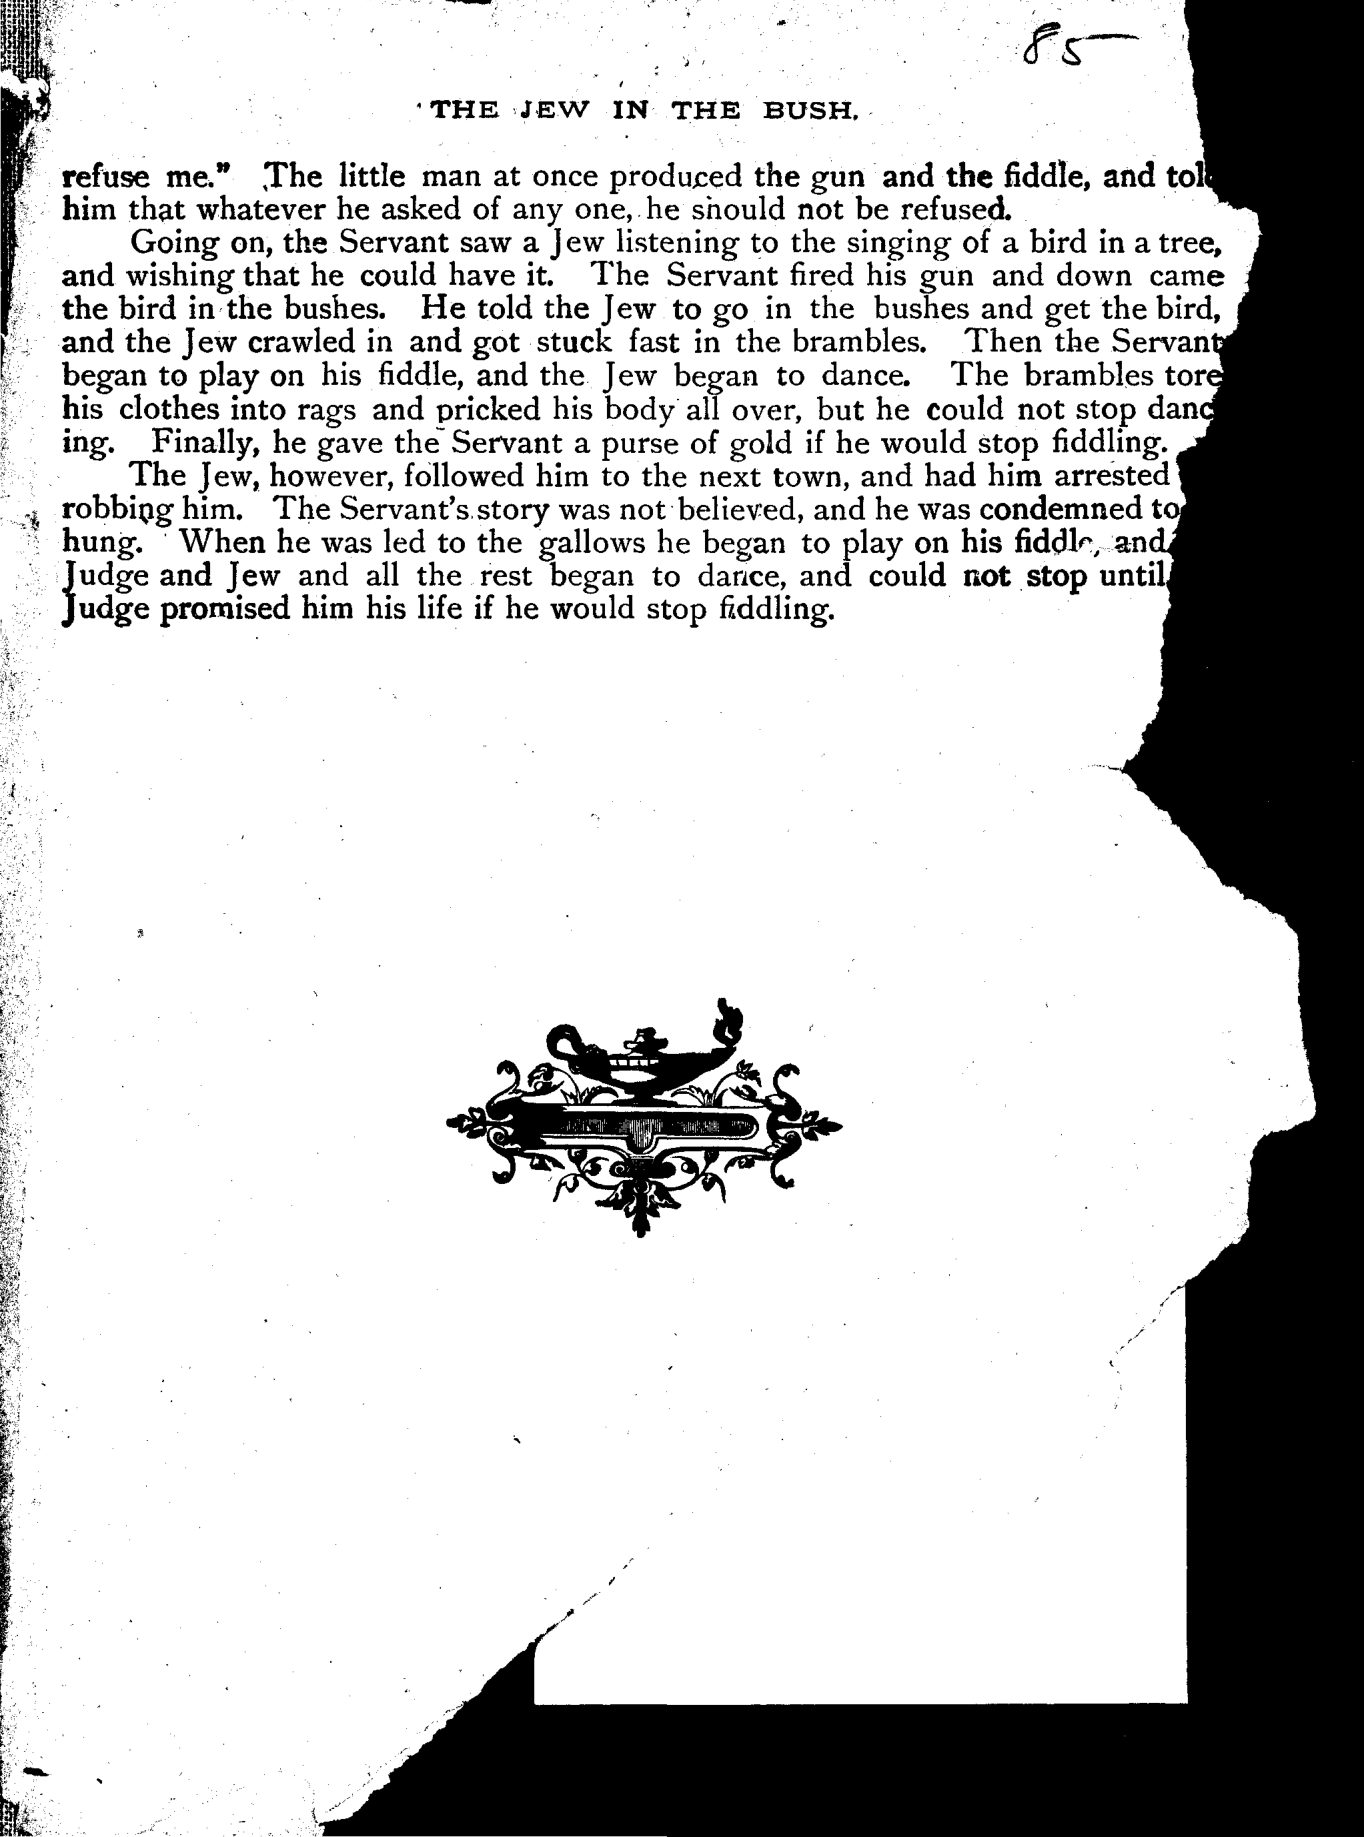 85
THE JEW IN THE BUSH.
refuse me." The little man at once produced the gun and the fiddle, and tol
him that whatever he asked of any one, he should not be refused.
Going on, the Servant saw a Jew listening to the singing of a bird in a tree,
and wishing that he could have it. The Servant fired his gun and down came
the bird in the bushes. He told the Jew to go in the bushes and get the bird,
and the Jew crawled in and got stuck fast in the brambles. Then the Servant
began to play on his fiddle, and the Jew began to dance. The brambles tore
his clothes into rags and pricked his body all over, but he could not stop danc
ing. Finally, he gave the Servant a purse of gold if he would stop fiddling.
The Jew, however, followed him to the next town, and had him arrested
robbing him. The Servant's story was not believed, and he was condemned to
hung. When he was led to the gallows he began to play on his fiddle, and
Judge and Jew and all the rest began to dance, and could not stop until
Judge promised him his life if he would stop fiddling.